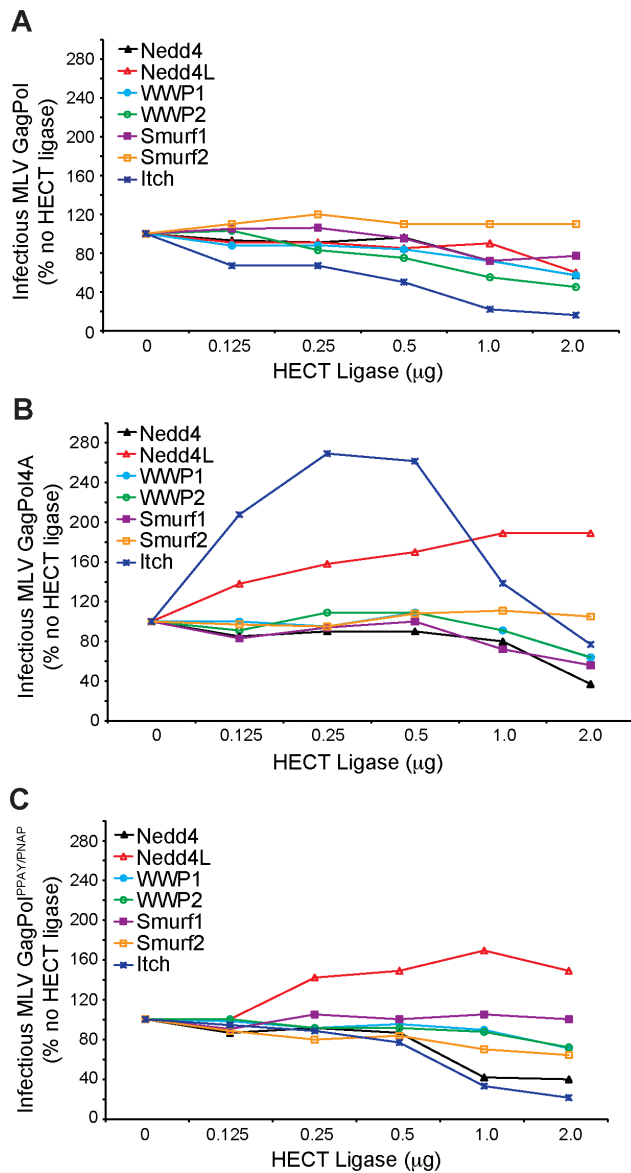 A
Infectious MLV GagPol
(% no HECT ligase)
280
240
200
160
120
80
40
0
Nedd4
Nedd4L
WWP1
WWP2
Smurf1
Smurf2
Itch
0 0.125 0.25 0.5 1.0 2.0
HECT Ligase (μg)
B
Infectious MLV GagPol4A
(% no HECT ligase)
280
240
200
160
120
80
40
0
Nedd4
Nedd4L
WWP1
WWP2
Smurf1
Smurf2
Itch
0 0.125 0.25 0.5 1.0 2.0
HECT Ligase (μg)
C
Infectious MLV GagPolPPAY/PNAP
(% no HECT ligase)
280
240
200
160
120
80
40
0
Nedd4
Nedd4L
WWP1
WWP2
Smurf1
Smurf2
Itch
0 0.125 0.25 0.5 1.0 2.0
HECT Ligase (μg)